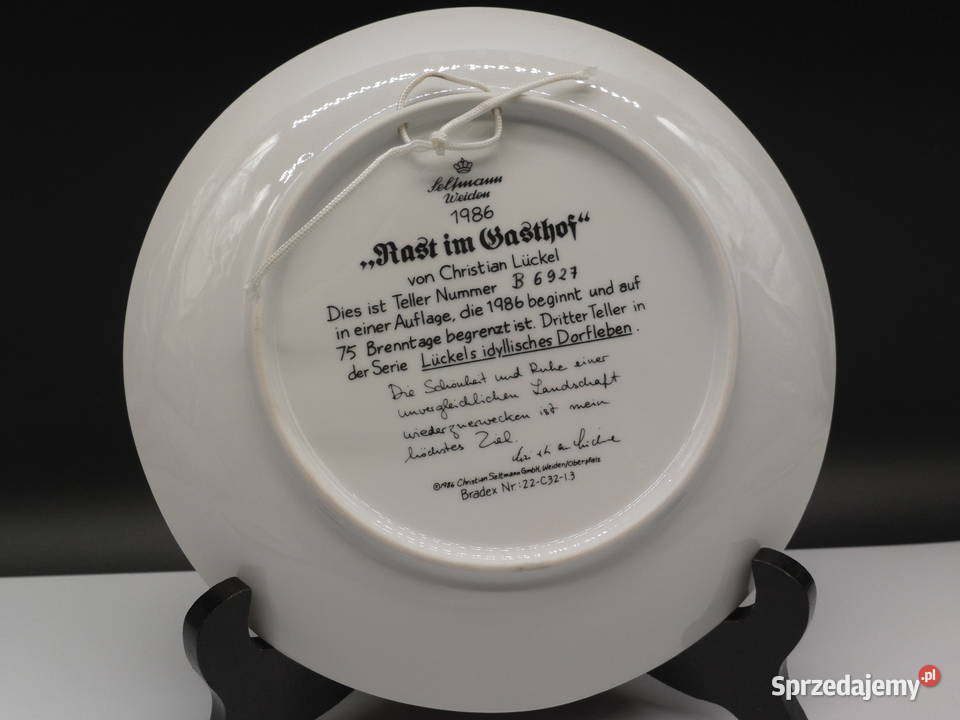 Seltmann
Weiden
1986
„Rast im Gasthof“
von Christian Lückel
Dies ist Teller Nummer B 6927
in einer Auflage, die 1986 beginnt und auf
75 Brenntage begrenzt ist. Dritter Teller in
der Serie Lückels idyllisches Dorfleben.
Die Schönheit und Ruhe einer
unvergleichlichen Landschaft
wiederzuerwecken ist mein
höchstes Ziel.
©1986 Christian Seltmann GmbH, Weiden/Oberpfalz
Bradex Nr: 22-C32-1.3
Sprzedajemy.pl